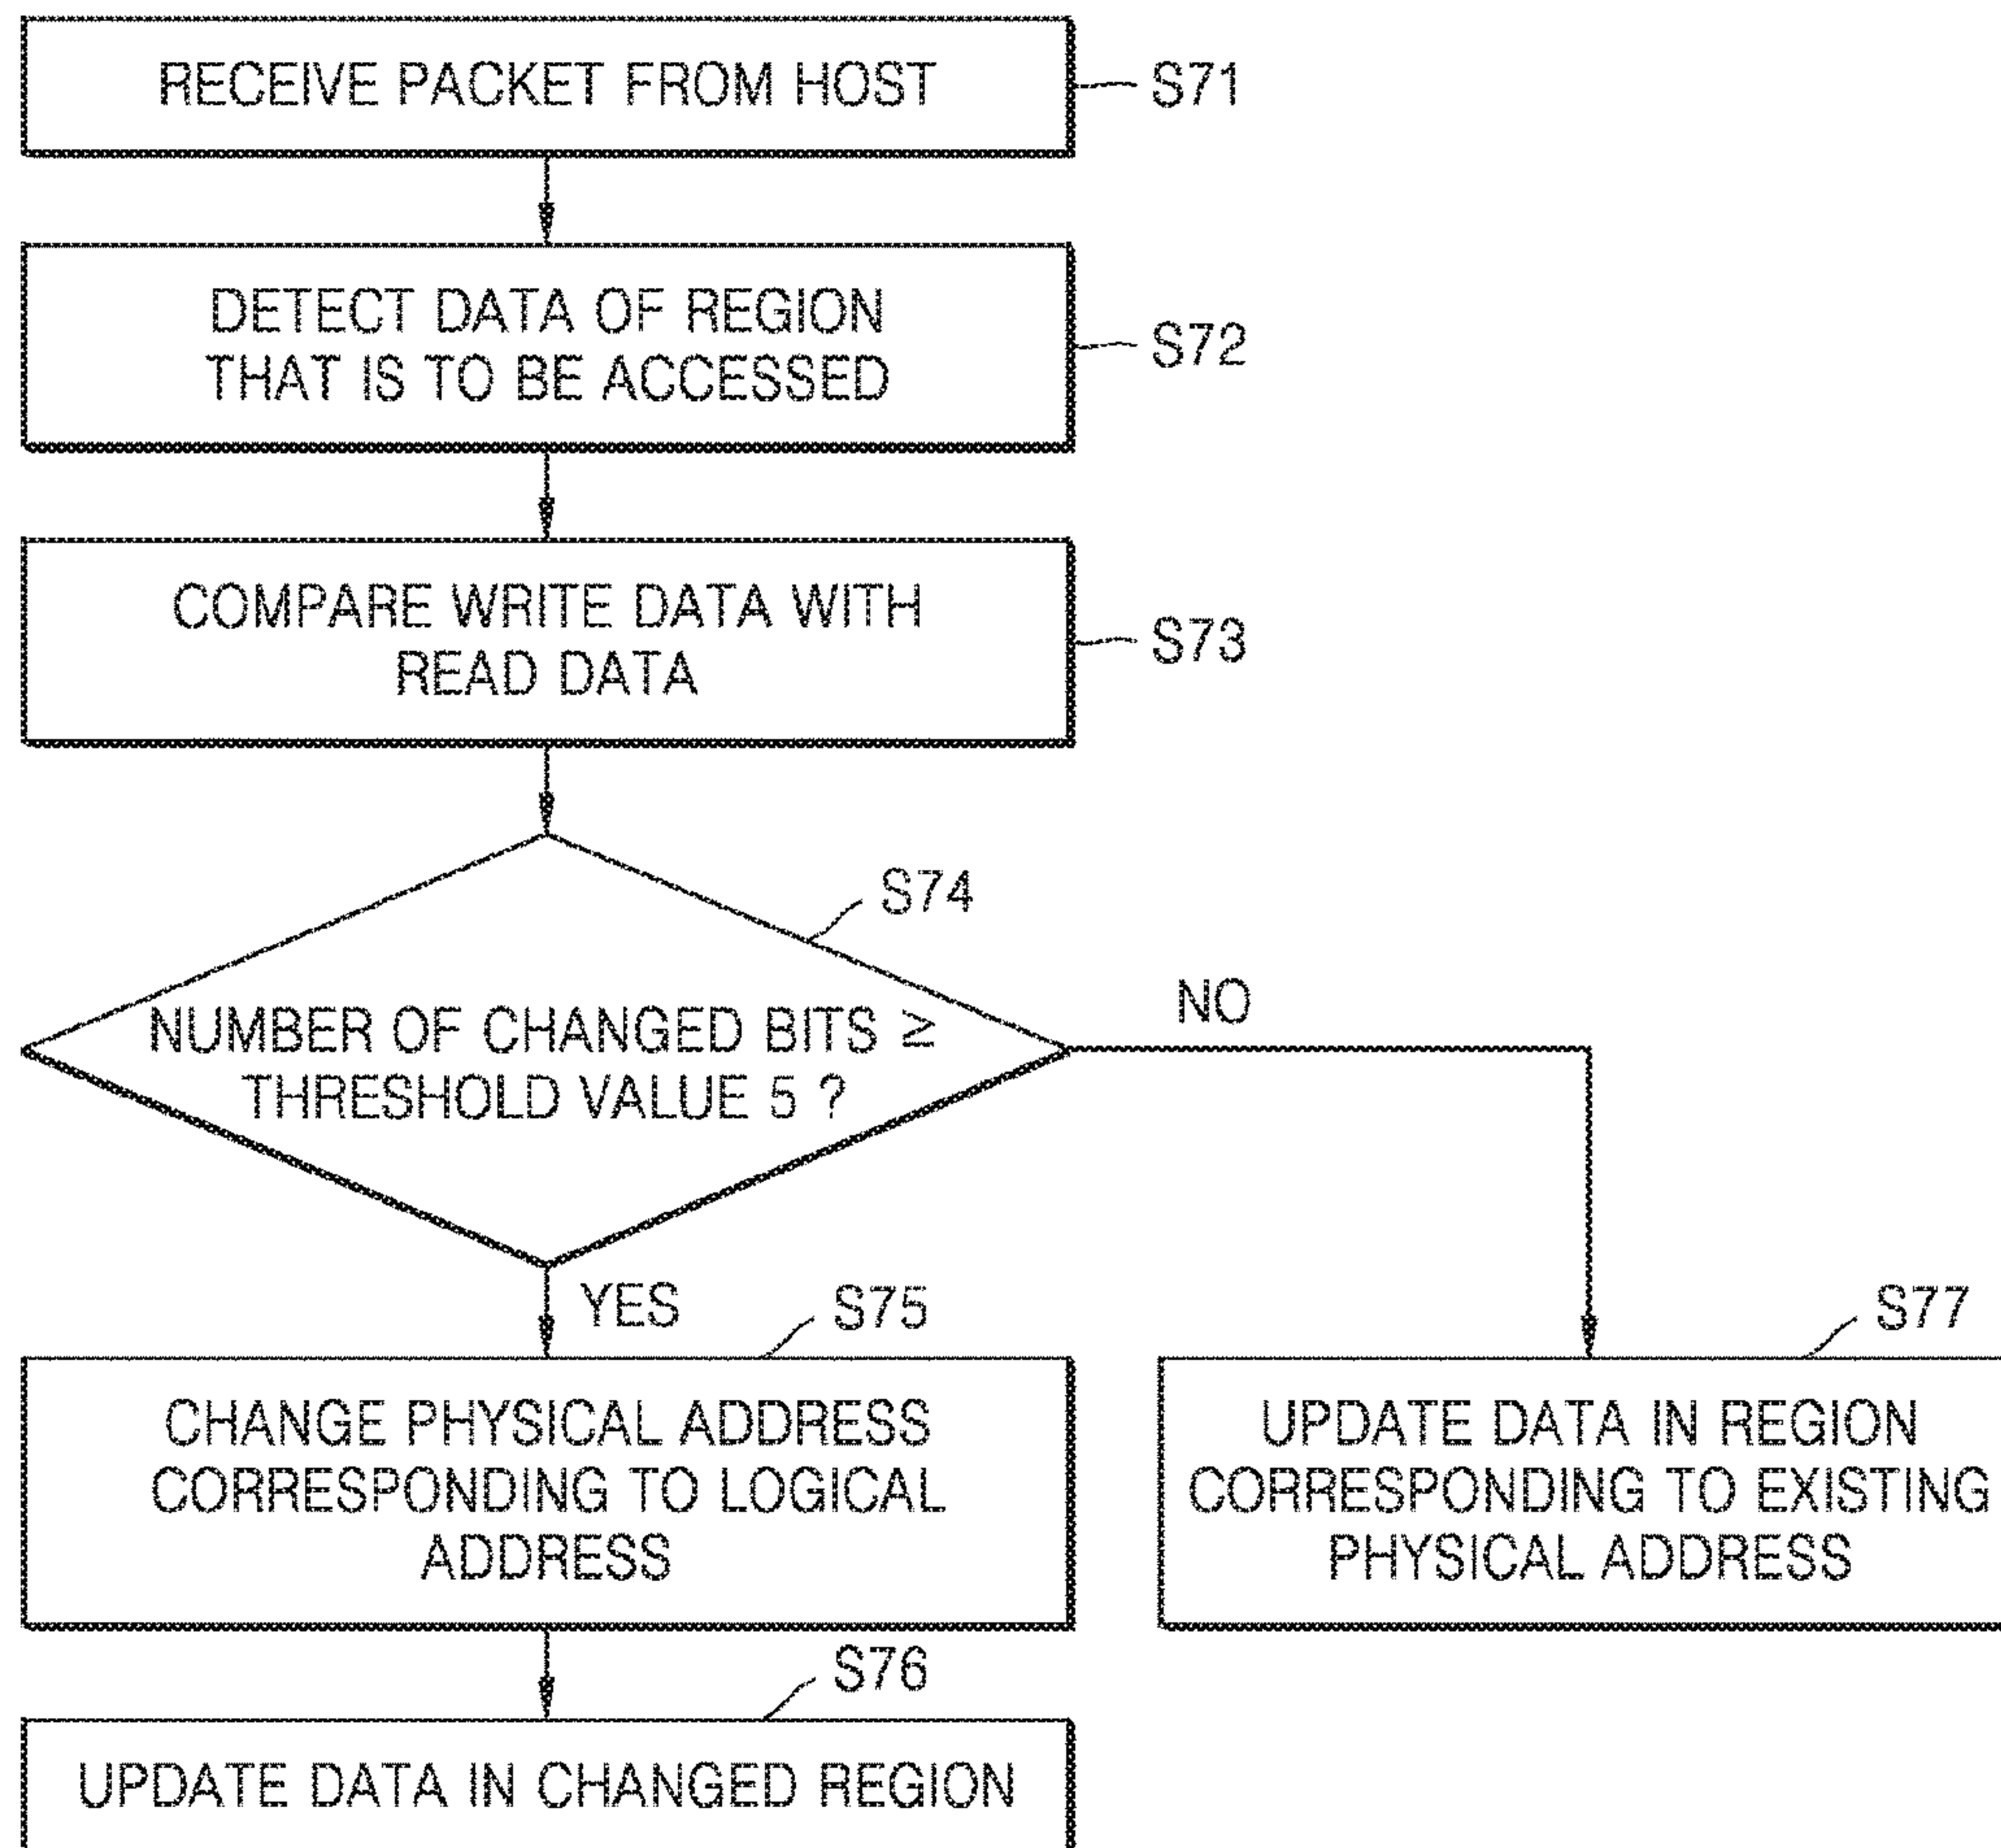 RECEIVE PACKET FROM HOST
S71
DETECT DATA OF REGION
THAT IS TO BE ACCESSED
S72
COMPARE WRITE DATA WITH
READ DATA
S73
S74
NUMBER OF CHANGED BITS ≥
THRESHOLD VALUE 5 ?
NO
YES
S75
CHANGE PHYSICAL ADDRESS
CORRESPONDING TO LOGICAL
ADDRESS
S77
UPDATE DATA IN REGION
CORRESPONDING TO EXISTING
PHYSICAL ADDRESS
S76
UPDATE DATA IN CHANGED REGION